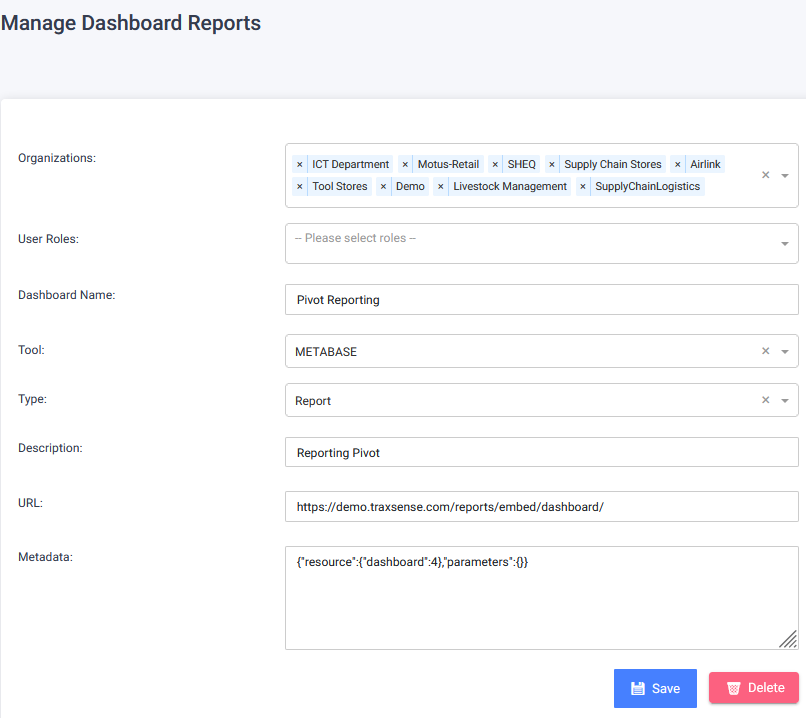 Manage Dashboard Reports
Organizations:
× ICT Department × Motus-Retail × SHEQ × Supply Chain Stores × Airlink
× Tool Stores × Demo × Livestock Management × SupplyChainLogistics
User Roles:
-- Please select roles --
Dashboard Name:
Pivot Reporting
Tool:
METABASE
Type:
Report
Description:
Reporting Pivot
URL:
https://demo.traxsense.com/reports/embed/dashboard/
Metadata:
{"resource":{"dashboard":4},"parameters":{}}
Save
Delete